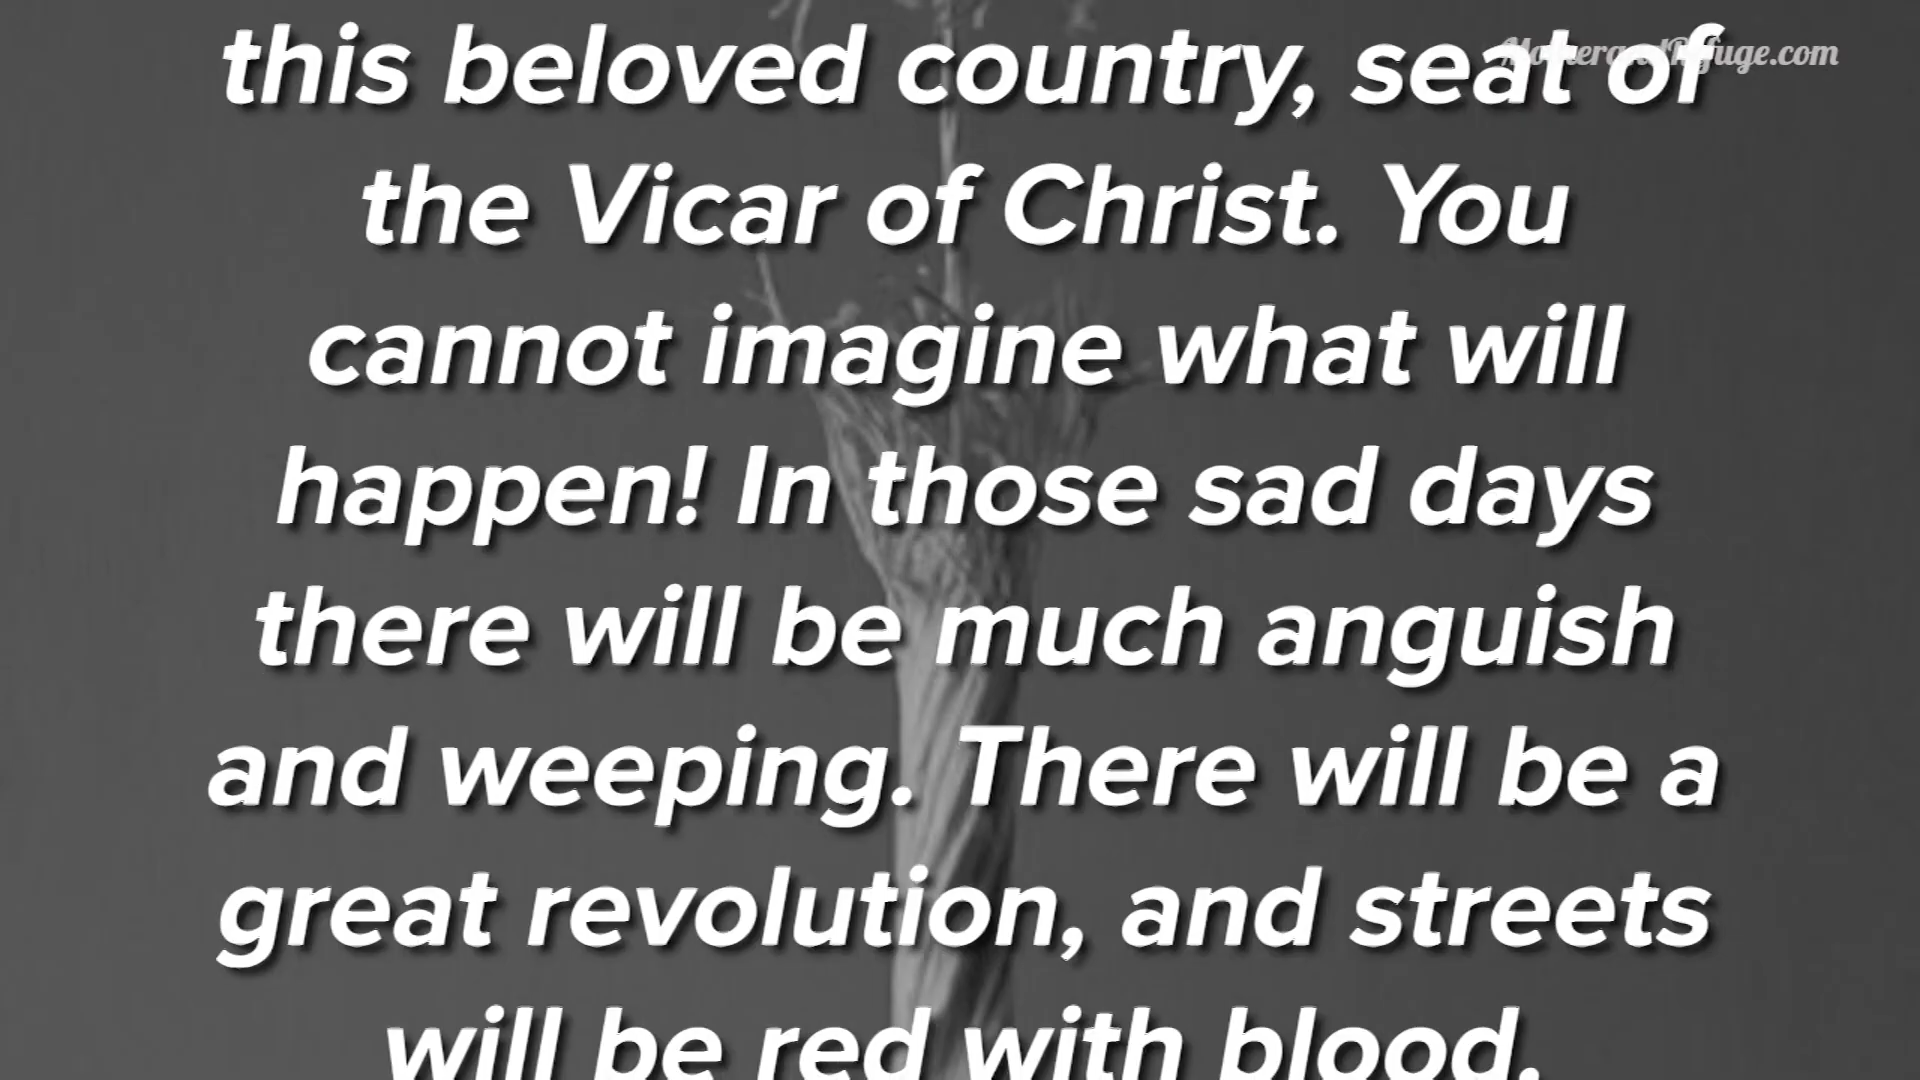 this beloved country, seat of
MotherandRefuge.com
the Vicar of Christ. You
cannot imagine what will
happen! In those sad days
there will be much anguish
and weeping. There will be a
great revolution, and streets
will be red with blood.